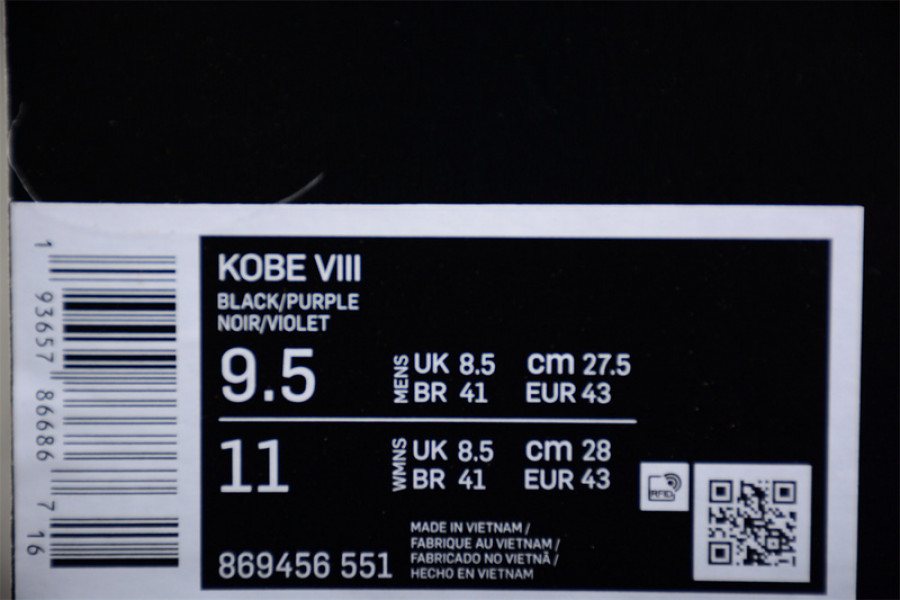 1 93657 86686 7 16
KOBE VIII
BLACK/PURPLE
NOIR/VIOLET
9.5 MENS UK 8.5 cm 27.5
BR 41 EUR 43
11 WMNS UK 8.5 cm 28
BR 41 EUR 43
RFID
869456 551
MADE IN VIETNAM /
FABRIQUE AU VIETNAM /
FABRICADO NO VIETNÃ /
HECHO EN VIETNAM